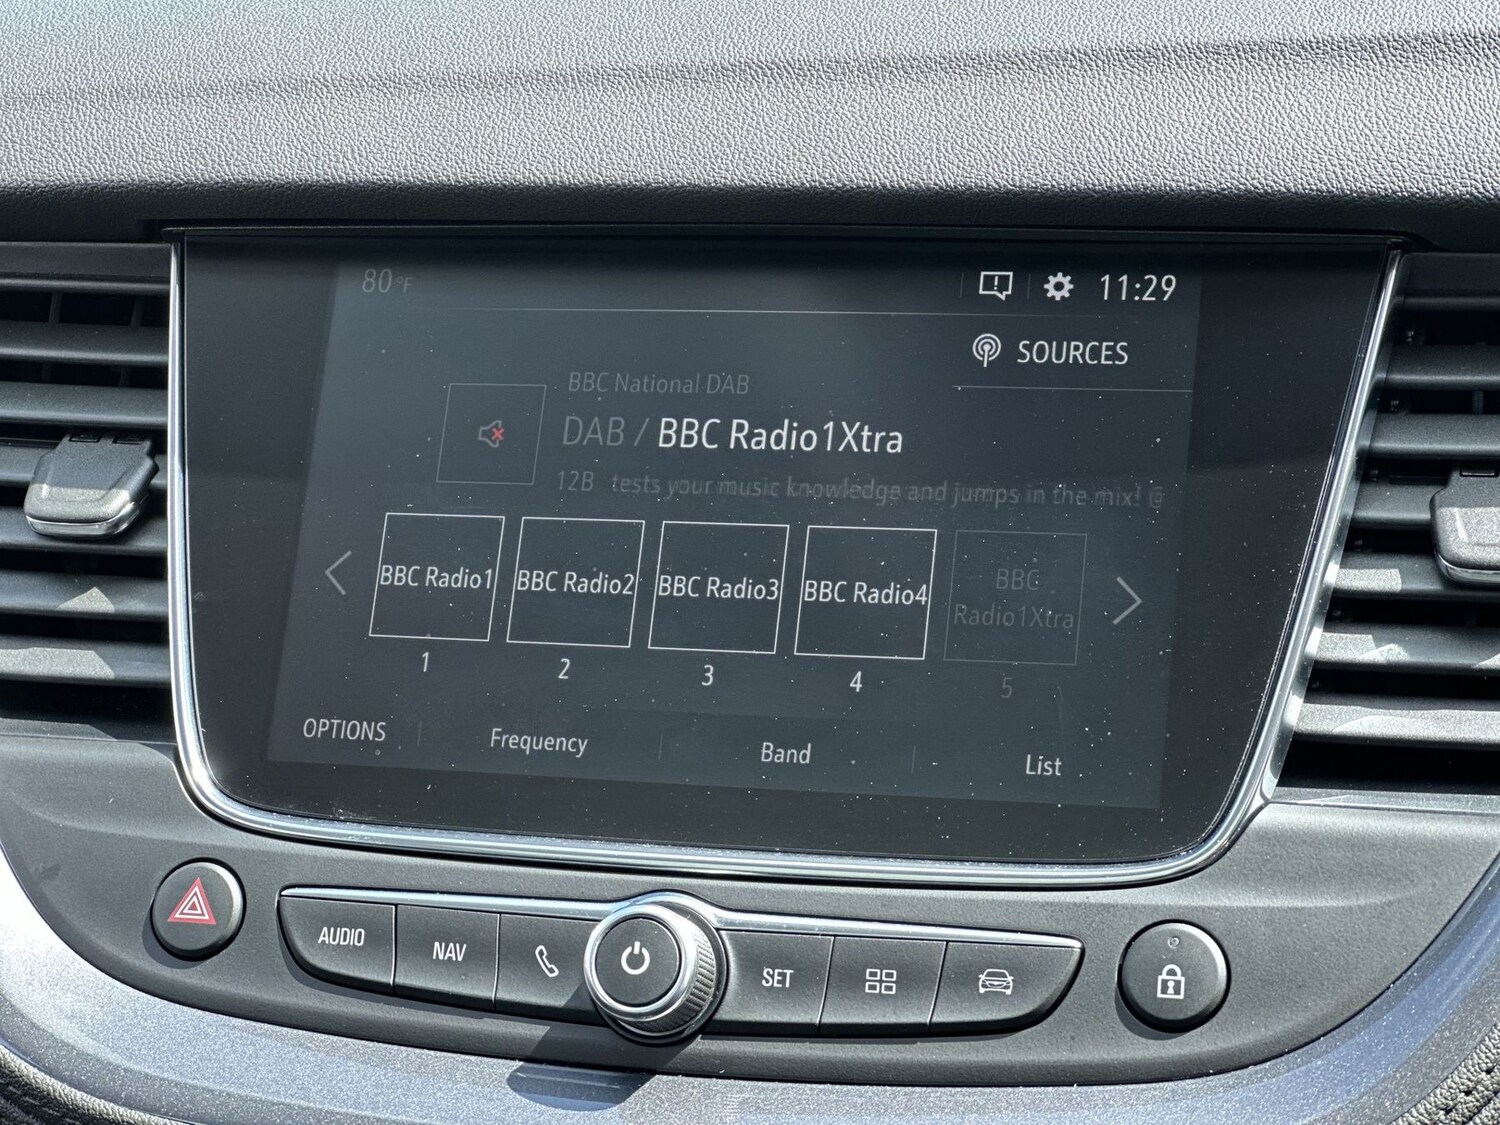 80°F
11:29
SOURCES
BBC National DAB
DAB / BBC Radio1Xtra
12B tests your music knowledge and jumps in the mix!
BBC Radio1
BBC Radio2
BBC Radio3
BBC Radio4
BBC
Radio1Xtra
1
2
3
4
5
OPTIONS
Frequency
Band
List
AUDIO
NAV
SET